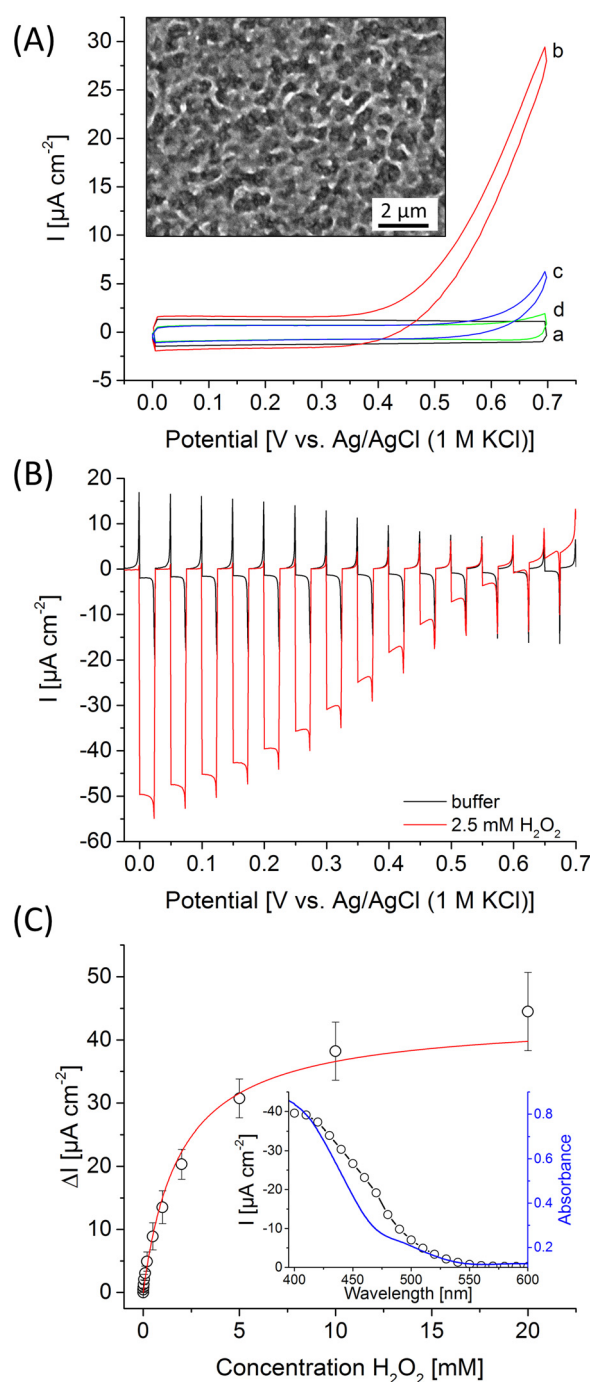 (A)
30
25
20
15
10
5
0
-5
I [µA cm⁻²]
2 µm
b
c
d
a
0.0 0.1 0.2 0.3 0.4 0.5 0.6 0.7
Potential [V vs. Ag/AgCl (1 M KCl)]
(B)
20
10
0
-10
-20
-30
-40
-50
-60
I [µA cm⁻²]
buffer
2.5 mM H₂O₂
0.0 0.1 0.2 0.3 0.4 0.5 0.6 0.7
Potential [V vs. Ag/AgCl (1 M KCl)]
(C)
50
40
30
20
10
0
ΔI [µA cm⁻²]
-40
-30
-20
-10
0
I [µA cm⁻²]
0.8
0.6
0.4
0.2
Absorbance
400 450 500 550 600
Wavelength [nm]
0 5 10 15 20
Concentration H₂O₂ [mM]